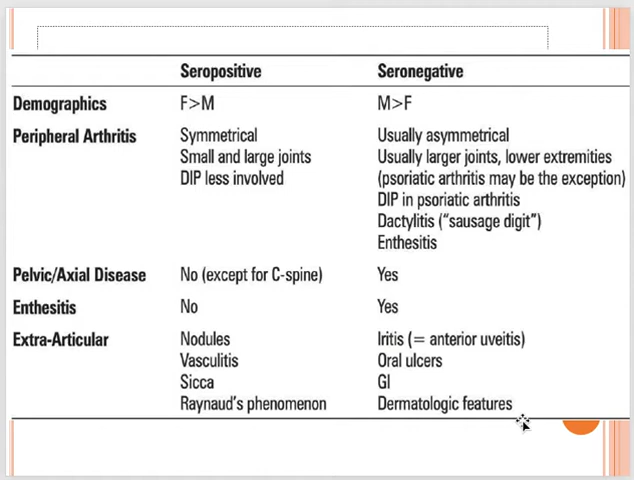 Seropositive Seronegative
Demographics F>M M>F
Peripheral Arthritis Symmetrical Usually asymmetrical
Small and large joints Usually larger joints, lower extremities
DIP less involved (psoriatic arthritis may be the exception)
DIP in psoriatic arthritis
Dactylitis (“sausage digit”)
Enthesitis
Pelvic/Axial Disease No (except for C-spine) Yes
Enthesitis No Yes
Extra-Articular Nodules Iritis (= anterior uveitis)
Vasculitis Oral ulcers
Sicca GI
Raynaud’s phenomenon Dermatologic features